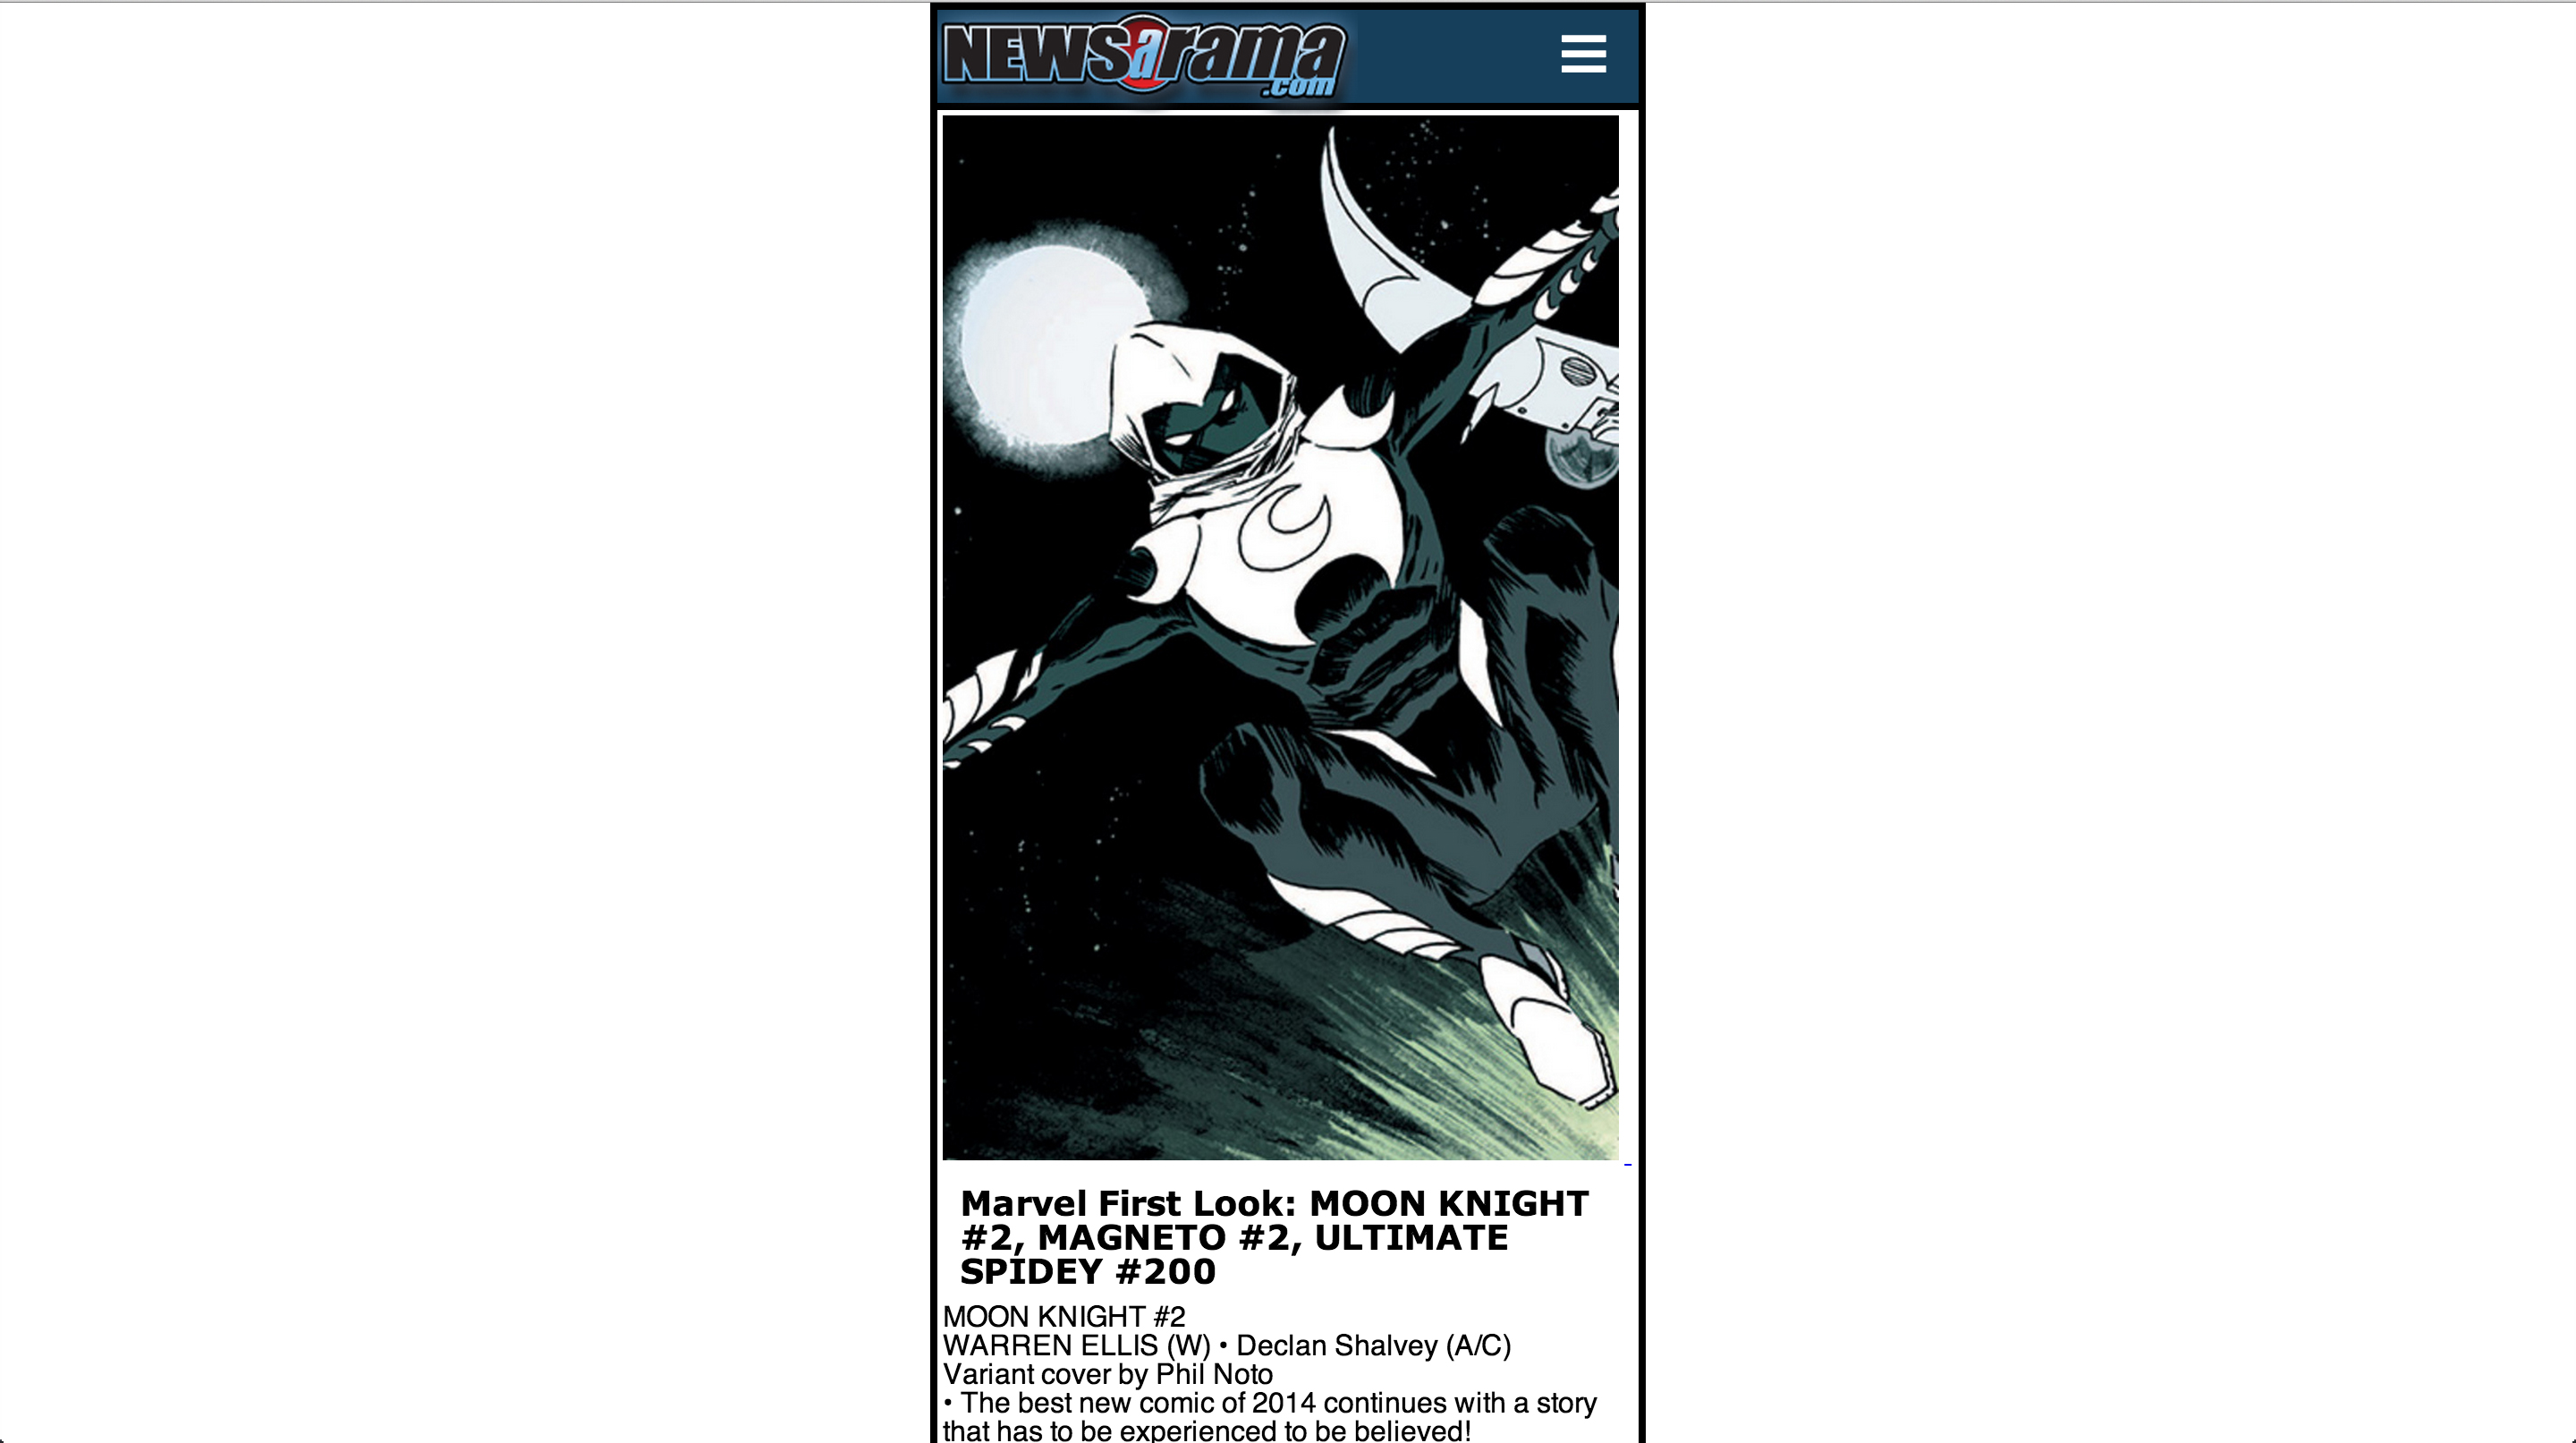 NEWSarama
.com
Marvel First Look: MOON KNIGHT
#2, MAGNETO #2, ULTIMATE
SPIDEY #200
MOON KNIGHT #2
WARREN ELLIS (W) • Declan Shalvey (A/C)
Variant cover by Phil Noto
• The best new comic of 2014 continues with a story
that has to be experienced to be believed!